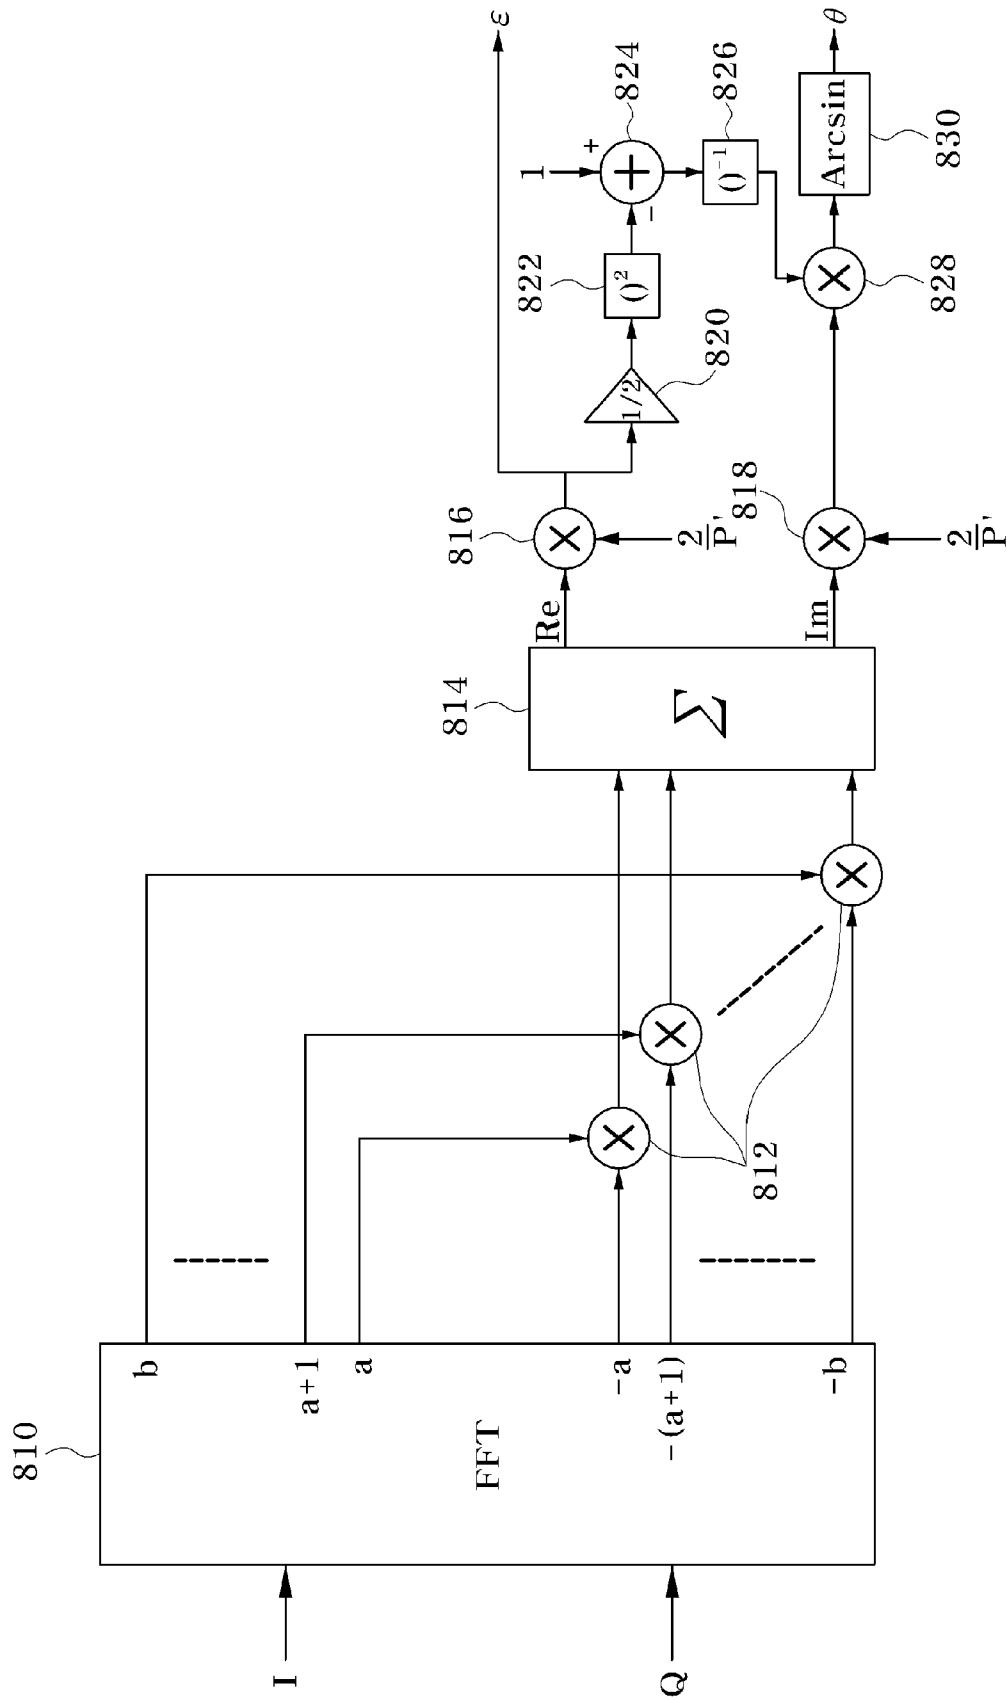 I
Q
810
FFT
b
a+1
a
-a
-(a+1)
-b
812
814
Σ
Re
Im
816
2/P'
818
2/P'
1/2
820
822
()²
1
+
-
+
824
()⁻¹
826
828
Arcsin
830
ε
θ